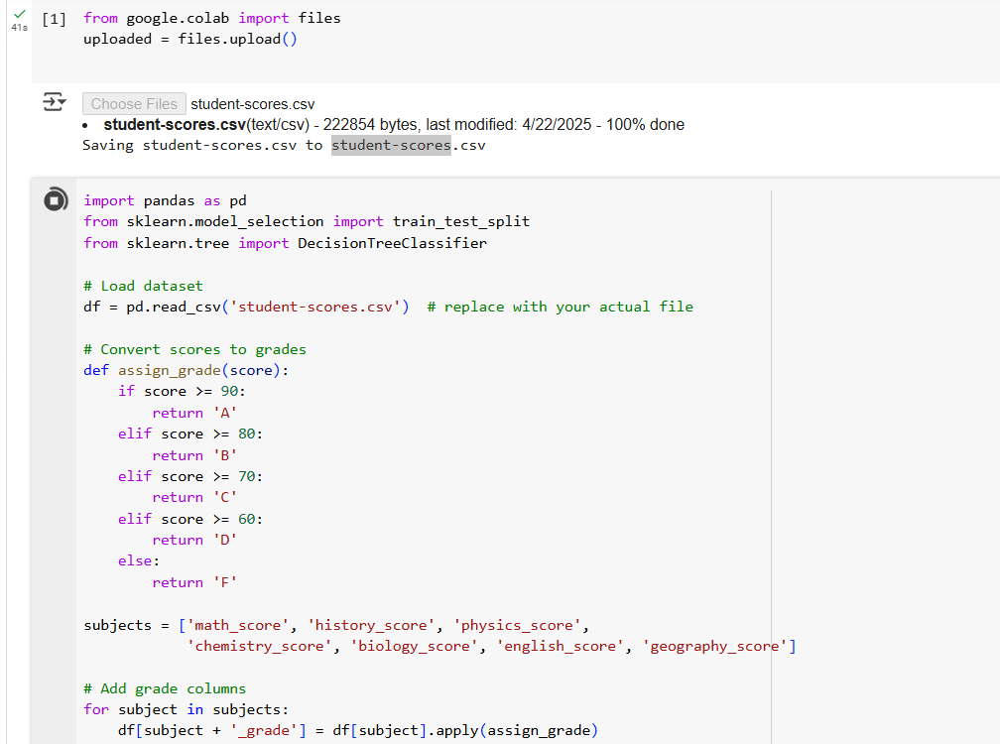 [1] from google.colab import files
41s
uploaded = files.upload()
Choose Files student-scores.csv
• student-scores.csv(text/csv) - 222854 bytes, last modified: 4/22/2025 - 100% done
Saving student-scores.csv to student-scores.csv
import pandas as pd
from sklearn.model_selection import train_test_split
from sklearn.tree import DecisionTreeClassifier
# Load dataset
df = pd.read_csv('student-scores.csv')  # replace with your actual file
# Convert scores to grades
def assign_grade(score):
    if score >= 90:
        return 'A'
    elif score >= 80:
        return 'B'
    elif score >= 70:
        return 'C'
    elif score >= 60:
        return 'D'
    else:
        return 'F'
subjects = ['math_score', 'history_score', 'physics_score',
            'chemistry_score', 'biology_score', 'english_score', 'geography_score']
# Add grade columns
for subject in subjects:
    df[subject + '_grade'] = df[subject].apply(assign_grade)